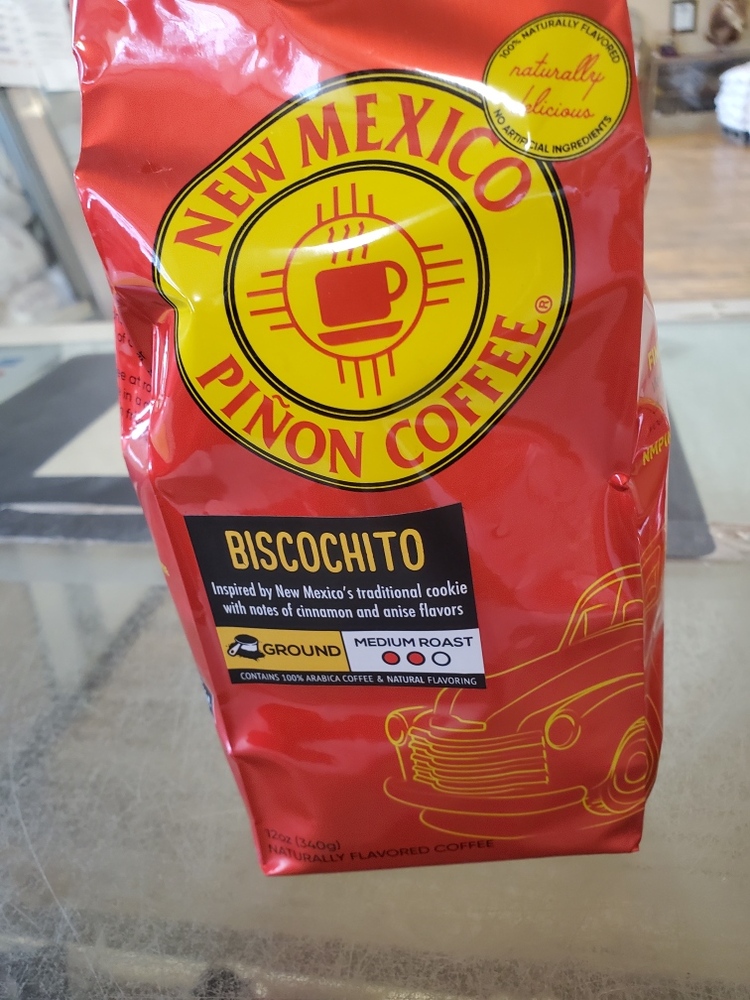 100% NATURALLY FLAVORED
naturally
delicious
NO ARTIFICIAL INGREDIENTS
NEW MEXICO
PIÑON COFFEE®
BISCOCHITO
Inspired by New Mexico's traditional cookie
with notes of cinnamon and anise flavors
GROUND
MEDIUM ROAST
CONTAINS 100% ARABICA COFFEE & NATURAL FLAVORING
12oz (340g)
NATURALLY FLAVORED COFFEE